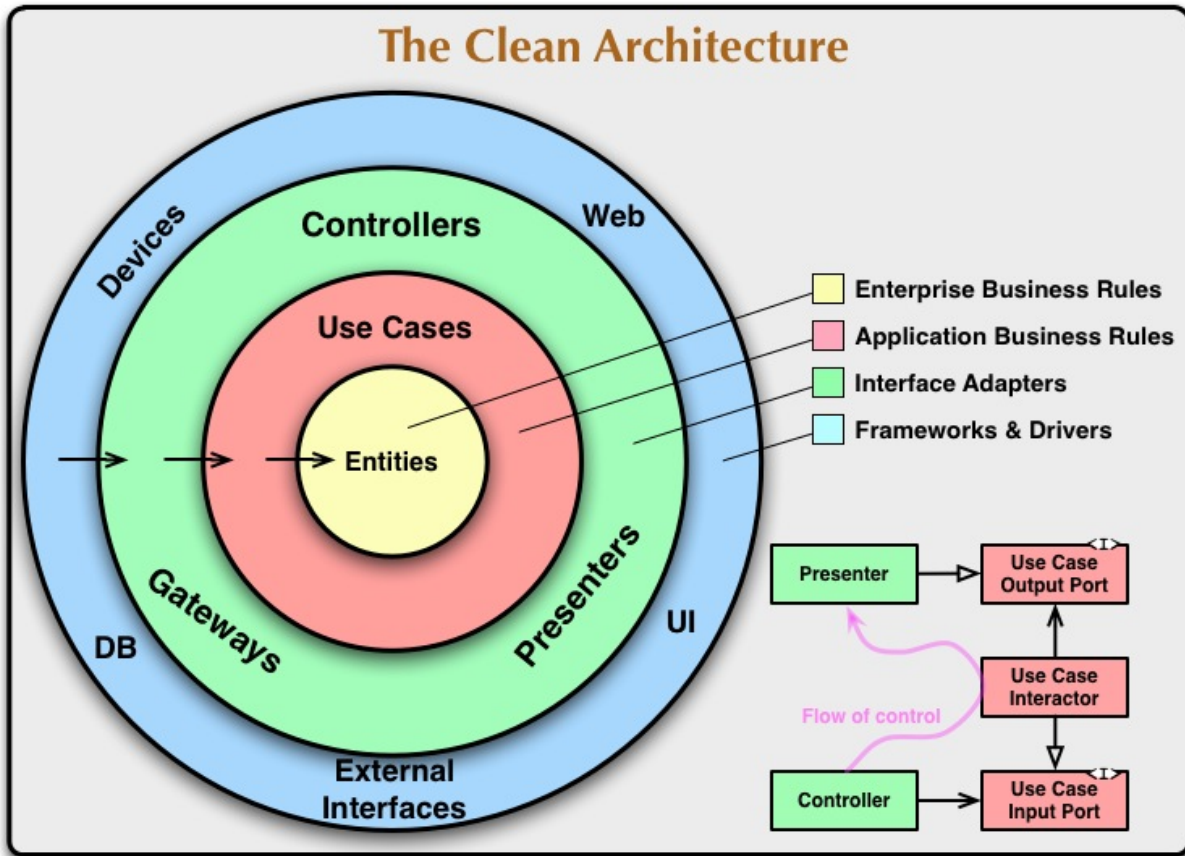 The Clean Architecture
Devices
Web
Controllers
Use Cases
Entities
Gateways
Presenters
DB
UI
External
Interfaces
Enterprise Business Rules
Application Business Rules
Interface Adapters
Frameworks & Drivers
Presenter
<I>
Use Case
Output Port
Use Case
Interactor
Flow of control
Controller
<I>
Use Case
Input Port